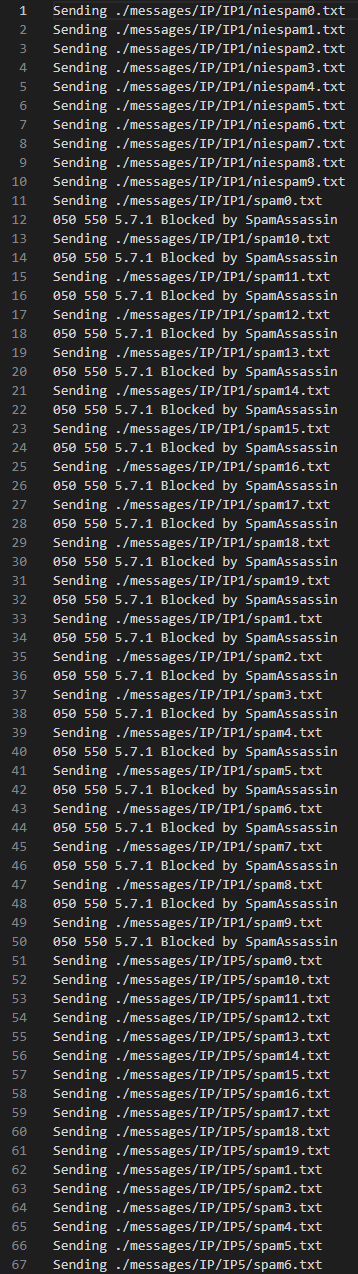 1 Sending ./messages/IP/IP1/niespam0.txt
2 Sending ./messages/IP/IP1/niespam1.txt
3 Sending ./messages/IP/IP1/niespam2.txt
4 Sending ./messages/IP/IP1/niespam3.txt
5 Sending ./messages/IP/IP1/niespam4.txt
6 Sending ./messages/IP/IP1/niespam5.txt
7 Sending ./messages/IP/IP1/niespam6.txt
8 Sending ./messages/IP/IP1/niespam7.txt
9 Sending ./messages/IP/IP1/niespam8.txt
10 Sending ./messages/IP/IP1/niespam9.txt
11 Sending ./messages/IP/IP1/spam0.txt
12 050 550 5.7.1 Blocked by SpamAssassin
13 Sending ./messages/IP/IP1/spam10.txt
14 050 550 5.7.1 Blocked by SpamAssassin
15 Sending ./messages/IP/IP1/spam11.txt
16 050 550 5.7.1 Blocked by SpamAssassin
17 Sending ./messages/IP/IP1/spam12.txt
18 050 550 5.7.1 Blocked by SpamAssassin
19 Sending ./messages/IP/IP1/spam13.txt
20 050 550 5.7.1 Blocked by SpamAssassin
21 Sending ./messages/IP/IP1/spam14.txt
22 050 550 5.7.1 Blocked by SpamAssassin
23 Sending ./messages/IP/IP1/spam15.txt
24 050 550 5.7.1 Blocked by SpamAssassin
25 Sending ./messages/IP/IP1/spam16.txt
26 050 550 5.7.1 Blocked by SpamAssassin
27 Sending ./messages/IP/IP1/spam17.txt
28 050 550 5.7.1 Blocked by SpamAssassin
29 Sending ./messages/IP/IP1/spam18.txt
30 050 550 5.7.1 Blocked by SpamAssassin
31 Sending ./messages/IP/IP1/spam19.txt
32 050 550 5.7.1 Blocked by SpamAssassin
33 Sending ./messages/IP/IP1/spam1.txt
34 050 550 5.7.1 Blocked by SpamAssassin
35 Sending ./messages/IP/IP1/spam2.txt
36 050 550 5.7.1 Blocked by SpamAssassin
37 Sending ./messages/IP/IP1/spam3.txt
38 050 550 5.7.1 Blocked by SpamAssassin
39 Sending ./messages/IP/IP1/spam4.txt
40 050 550 5.7.1 Blocked by SpamAssassin
41 Sending ./messages/IP/IP1/spam5.txt
42 050 550 5.7.1 Blocked by SpamAssassin
43 Sending ./messages/IP/IP1/spam6.txt
44 050 550 5.7.1 Blocked by SpamAssassin
45 Sending ./messages/IP/IP1/spam7.txt
46 050 550 5.7.1 Blocked by SpamAssassin
47 Sending ./messages/IP/IP1/spam8.txt
48 050 550 5.7.1 Blocked by SpamAssassin
49 Sending ./messages/IP/IP1/spam9.txt
50 050 550 5.7.1 Blocked by SpamAssassin
51 Sending ./messages/IP/IP5/spam0.txt
52 Sending ./messages/IP/IP5/spam10.txt
53 Sending ./messages/IP/IP5/spam11.txt
54 Sending ./messages/IP/IP5/spam12.txt
55 Sending ./messages/IP/IP5/spam13.txt
56 Sending ./messages/IP/IP5/spam14.txt
57 Sending ./messages/IP/IP5/spam15.txt
58 Sending ./messages/IP/IP5/spam16.txt
59 Sending ./messages/IP/IP5/spam17.txt
60 Sending ./messages/IP/IP5/spam18.txt
61 Sending ./messages/IP/IP5/spam19.txt
62 Sending ./messages/IP/IP5/spam1.txt
63 Sending ./messages/IP/IP5/spam2.txt
64 Sending ./messages/IP/IP5/spam3.txt
65 Sending ./messages/IP/IP5/spam4.txt
66 Sending ./messages/IP/IP5/spam5.txt
67 Sending ./messages/IP/IP5/spam6.txt